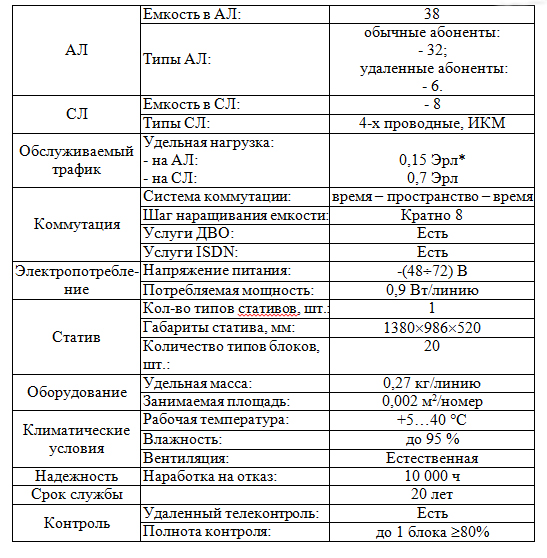 АЛ
Емкость в АЛ:
38
Типы АЛ:
обычные абоненты:
- 32;
удаленные абоненты:
- 6.
СЛ
Емкость в СЛ:
- 8
Типы СЛ:
4-х проводные, ИКМ
Обслуживаемый
трафик
Удельная нагрузка:
- на АЛ:
- на СЛ:
0,15 Эрл*
0,7 Эрл
Коммутация
Система коммутации:
время – пространство – время
Шаг наращивания емкости:
Кратно 8
Услуги ДВО:
Есть
Услуги ISDN:
Есть
Электропотребле-
ние
Напряжение питания:
-(48÷72) В
Потребляемая мощность:
0,9 Вт/линию
Статив
Кол-во типов стативов, шт.:
1
Габариты статива, мм:
1380×986×520
Количество типов блоков,
шт.:
20
Оборудование
Удельная масса:
0,27 кг/линию
Занимаемая площадь:
0,002 м²/номер
Климатические
условия
Рабочая температура:
+5…40 °С
Влажность:
до 95 %
Вентиляция:
Естественная
Надежность
Наработка на отказ:
10 000 ч
Срок службы
20 лет
Контроль
Удаленный телеконтроль:
Есть
Полнота контроля:
до 1 блока ≥80%